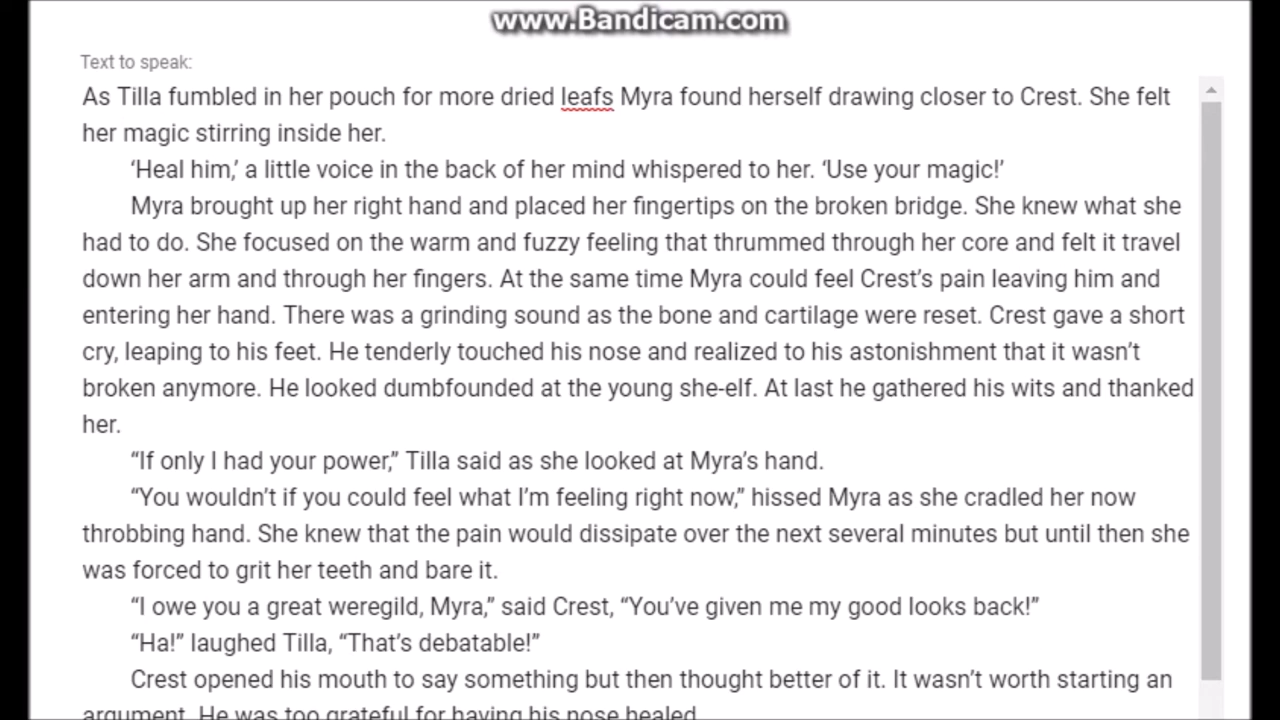 www.Bandicam.com
Text to speak:
As Tilla fumbled in her pouch for more dried leafs Myra found herself drawing closer to Crest. She felt
her magic stirring inside her.
‘Heal him,’ a little voice in the back of her mind whispered to her. ‘Use your magic!’
Myra brought up her right hand and placed her fingertips on the broken bridge. She knew what she
had to do. She focused on the warm and fuzzy feeling that thrummed through her core and felt it travel
down her arm and through her fingers. At the same time Myra could feel Crest’s pain leaving him and
entering her hand. There was a grinding sound as the bone and cartilage were reset. Crest gave a short
cry, leaping to his feet. He tenderly touched his nose and realized to his astonishment that it wasn’t
broken anymore. He looked dumbfounded at the young she-elf. At last he gathered his wits and thanked
her.
“If only I had your power,” Tilla said as she looked at Myra’s hand.
“You wouldn’t if you could feel what I’m feeling right now,” hissed Myra as she cradled her now
throbbing hand. She knew that the pain would dissipate over the next several minutes but until then she
was forced to grit her teeth and bare it.
“I owe you a great weregild, Myra,” said Crest, “You’ve given me my good looks back!”
“Ha!” laughed Tilla, “That’s debatable!”
Crest opened his mouth to say something but then thought better of it. It wasn’t worth starting an
argument. He was too grateful for having his nose healed.